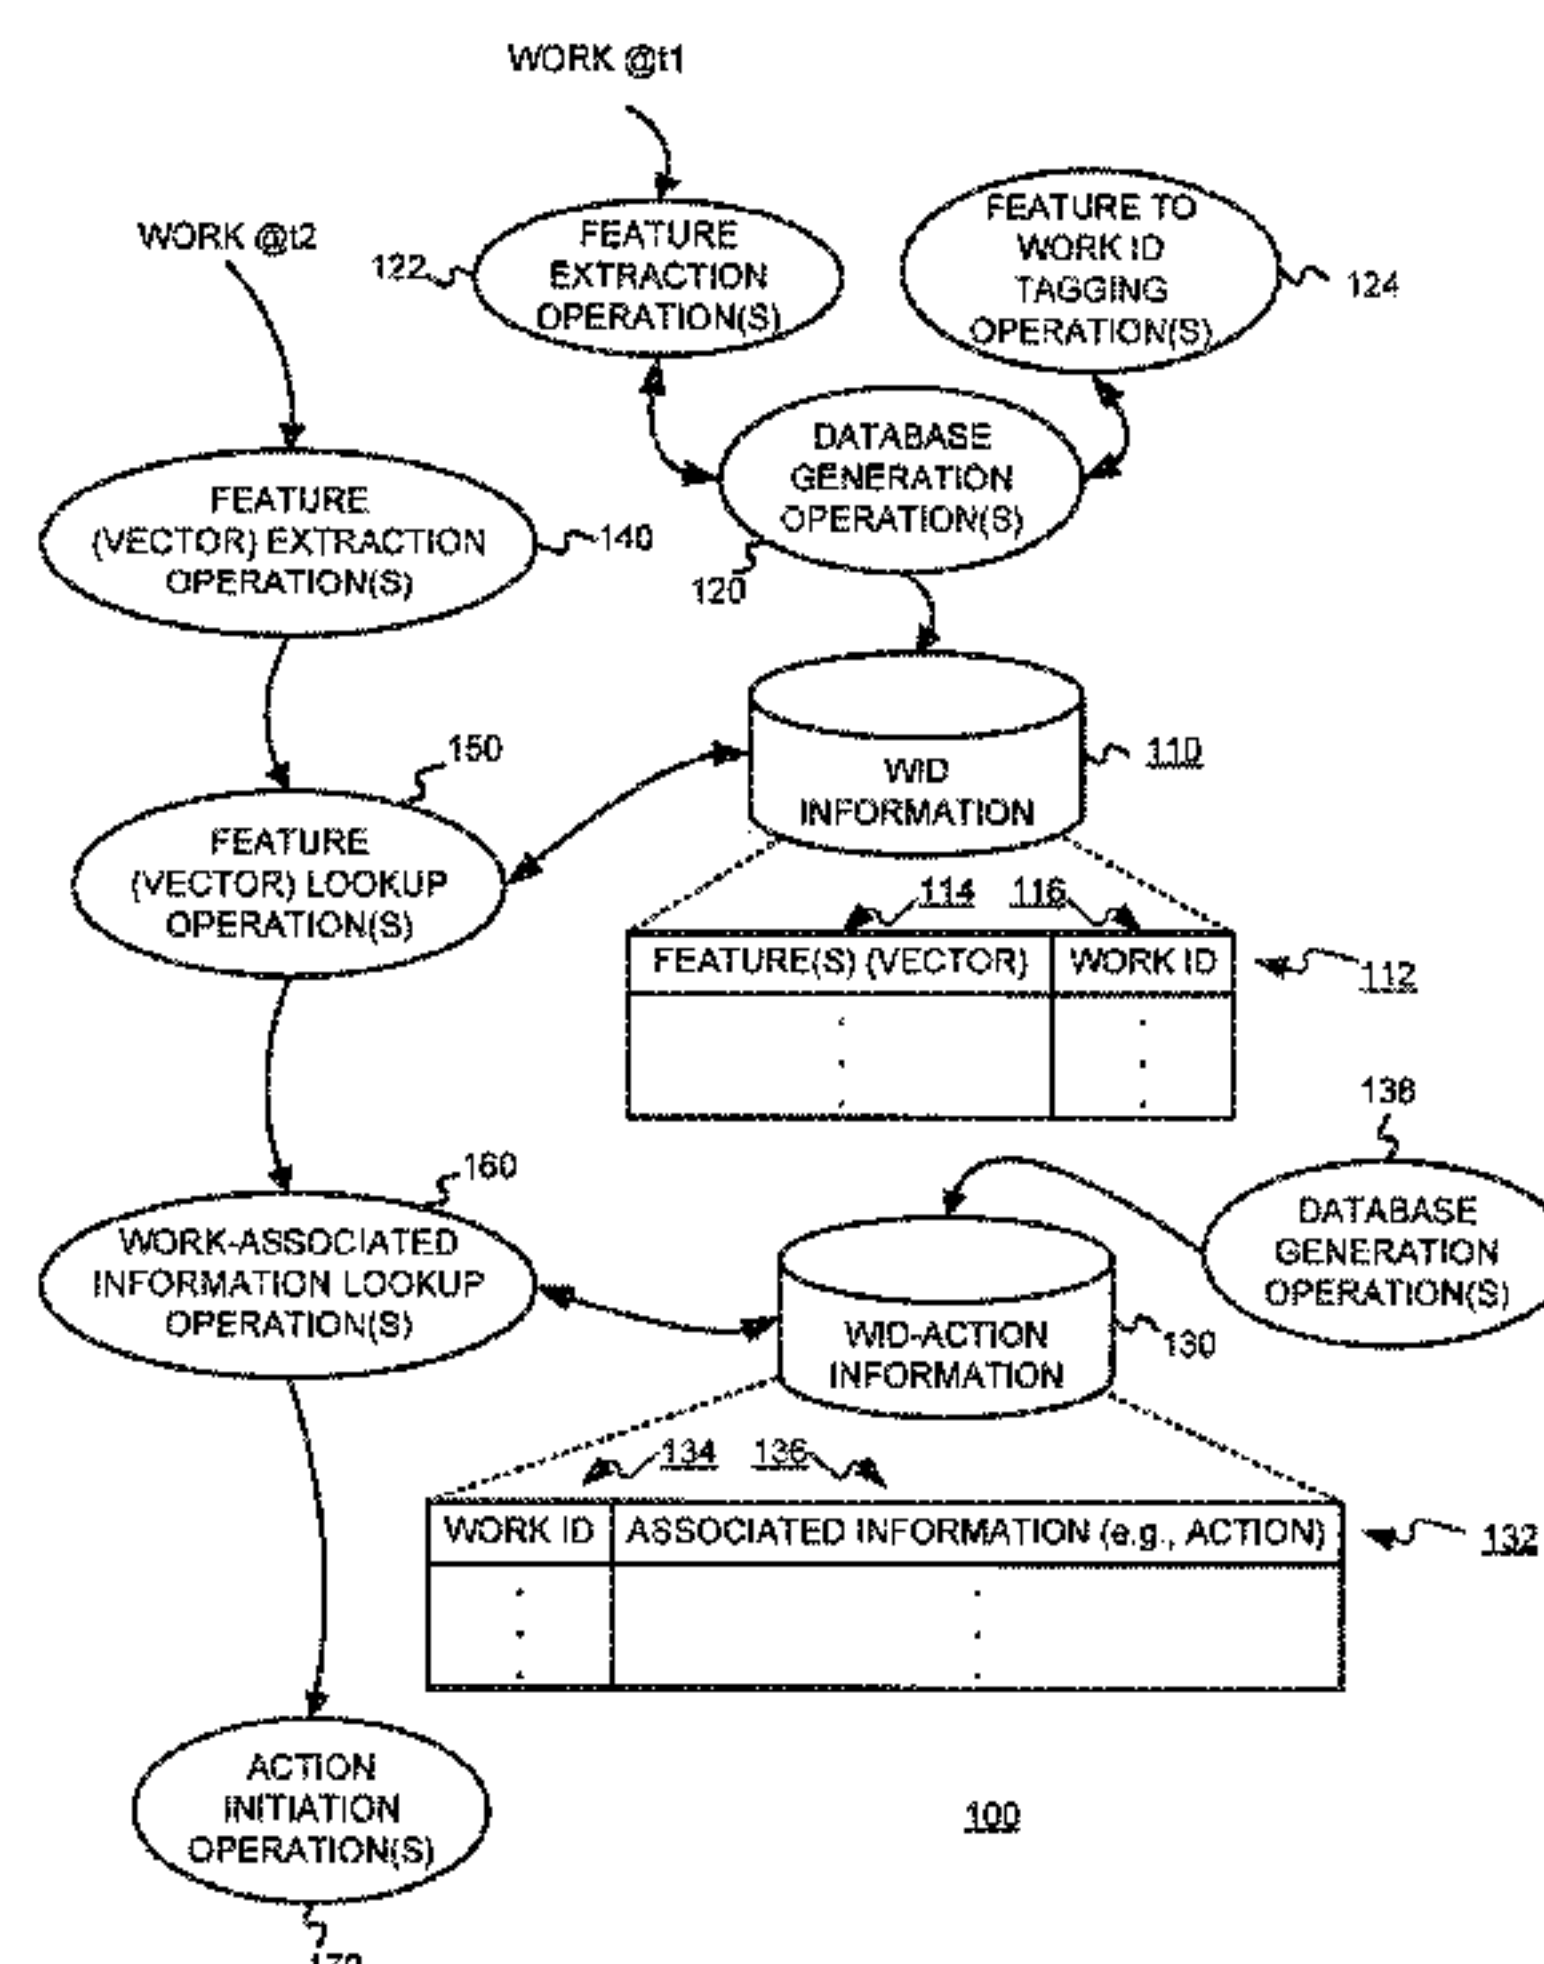 WORK @t1
WORK @t2
122
FEATURE
EXTRACTION
OPERATION(S)
FEATURE TO
WORK ID
TAGGING
OPERATION(S)
124
DATABASE
GENERATION
OPERATION(S)
120
FEATURE
(VECTOR) EXTRACTION
OPERATION(S)
140
150
FEATURE
(VECTOR) LOOKUP
OPERATION(S)
WID
INFORMATION
110
114 116
FEATURE(S) (VECTOR) WORK ID
112
138
DATABASE
GENERATION
OPERATION(S)
160
WORK-ASSOCIATED
INFORMATION LOOKUP
OPERATION(S)
WID-ACTION
INFORMATION
130
134 136
WORK ID ASSOCIATED INFORMATION (e.g., ACTION)
132
ACTION
INITIATION
OPERATION(S)
100